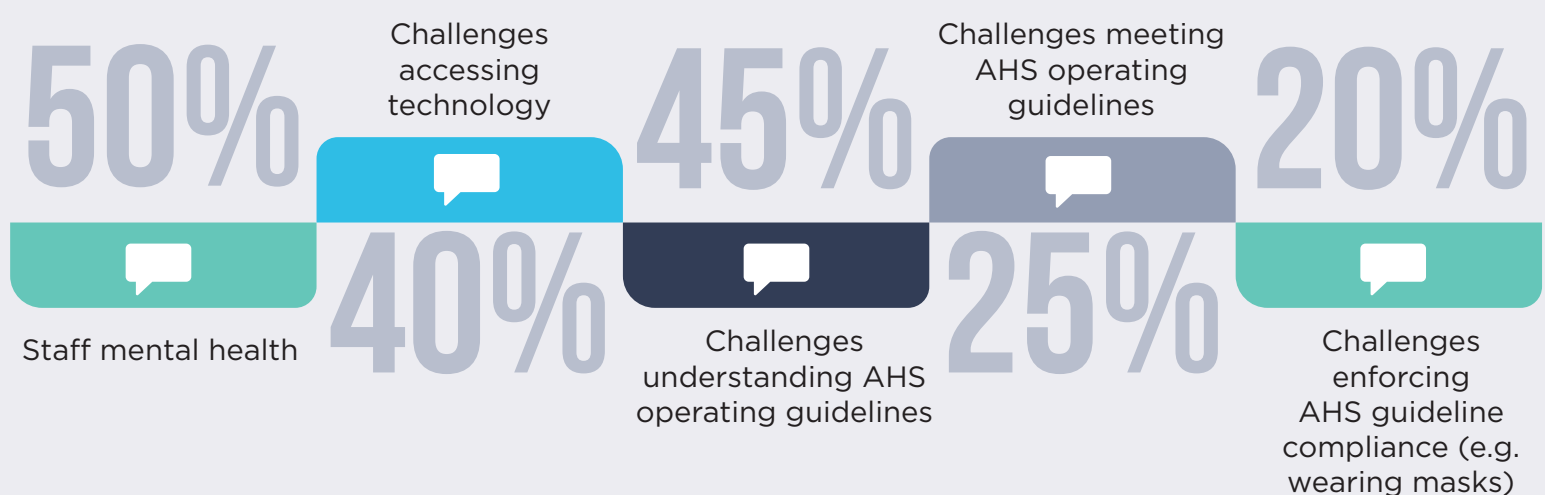 50%
Staff mental health
Challenges
accessing
technology
40%
45%
Challenges
understanding AHS
operating guidelines
Challenges meeting
AHS operating
guidelines
25%
20%
Challenges
enforcing
AHS guideline
compliance (e.g.
wearing masks)